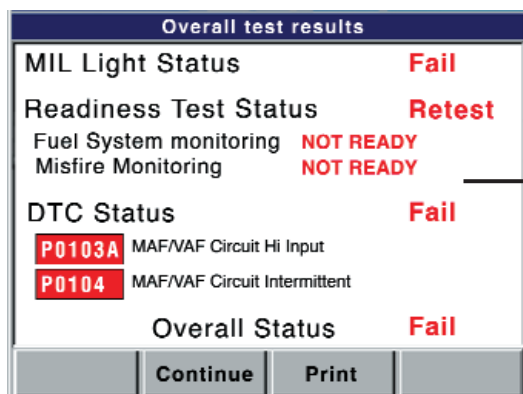 Overall test results
MIL Light Status Fail
Readiness Test Status Retest
Fuel System monitoring NOT READY
Misfire Monitoring NOT READY
DTC Status Fail
P0103A MAF/VAF Circuit Hi Input
P0104 MAF/VAF Circuit Intermittent
Overall Status Fail
Continue Print